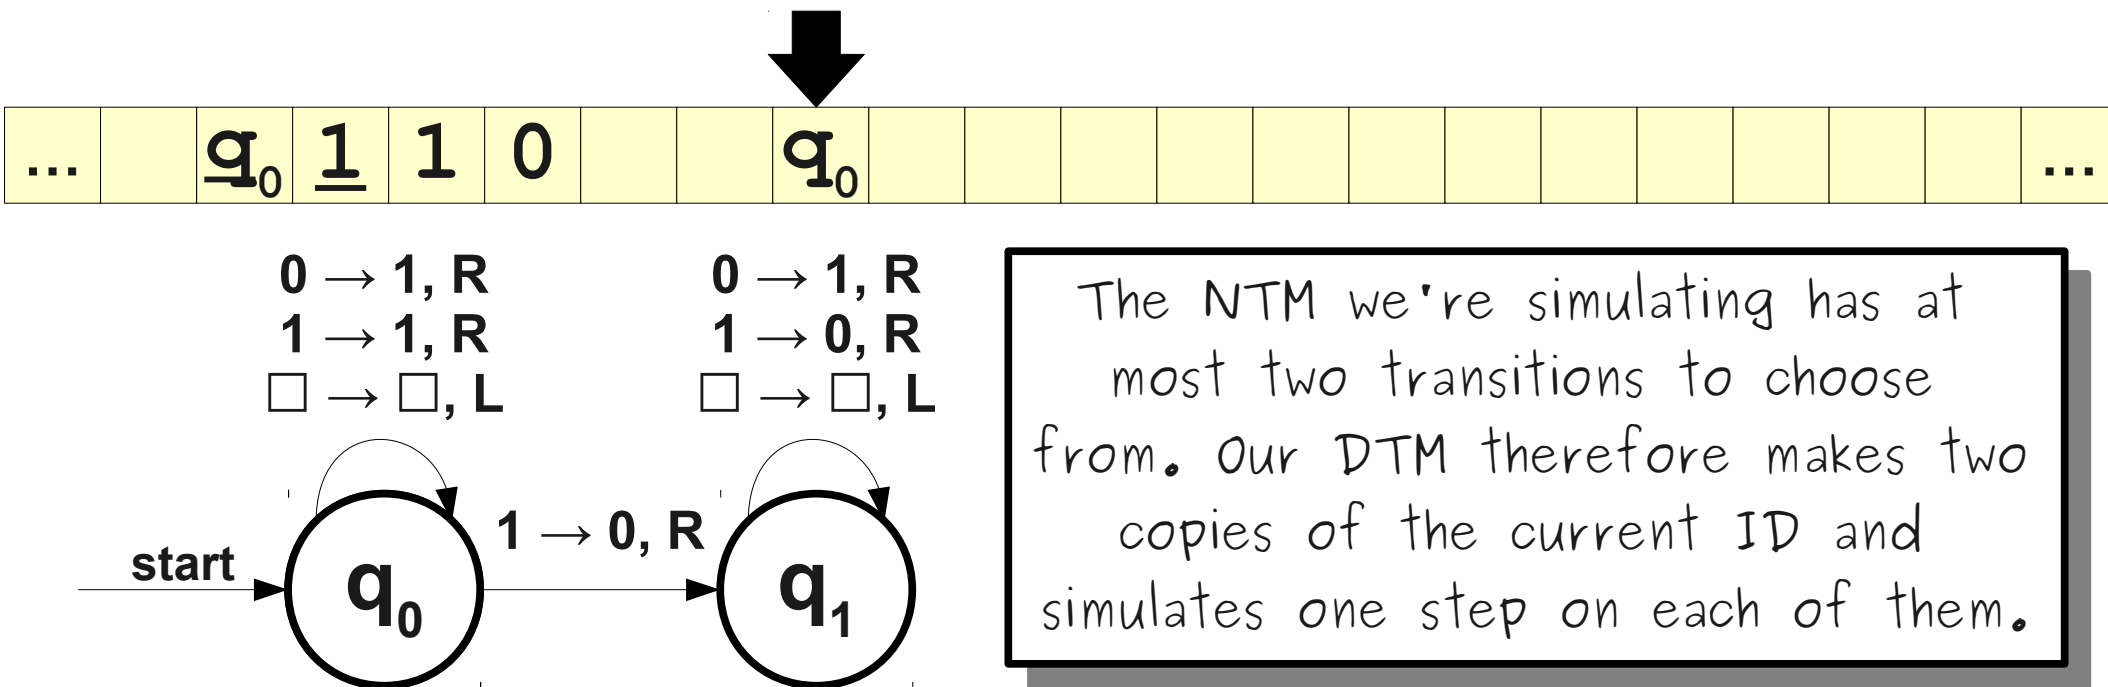 ... q₀ 1 1 0 q₀ ...
0 → 1, R
1 → 1, R
□ → □, L
0 → 1, R
1 → 0, R
□ → □, L
start
q₀
1 → 0, R
q₁
The NTM we're simulating has at
most two transitions to choose
from. Our DTM therefore makes two
copies of the current ID and
simulates one step on each of them.